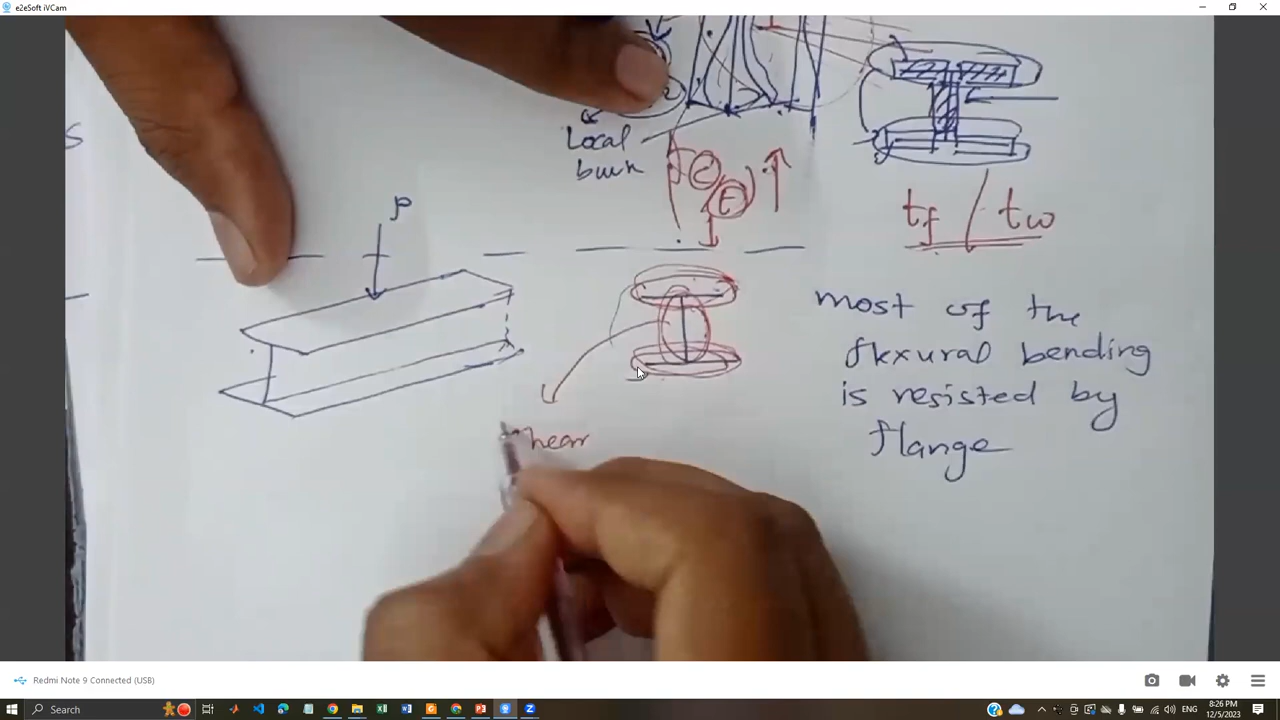 e2eSoft iVCam
Local
buck
P
C
t
tf / tw
most of the
flexural bending
is resisted by
flange
Shear
Redmi Note 9 Connected (USB)
Search
ENG
8:26 PM
12/5/2023